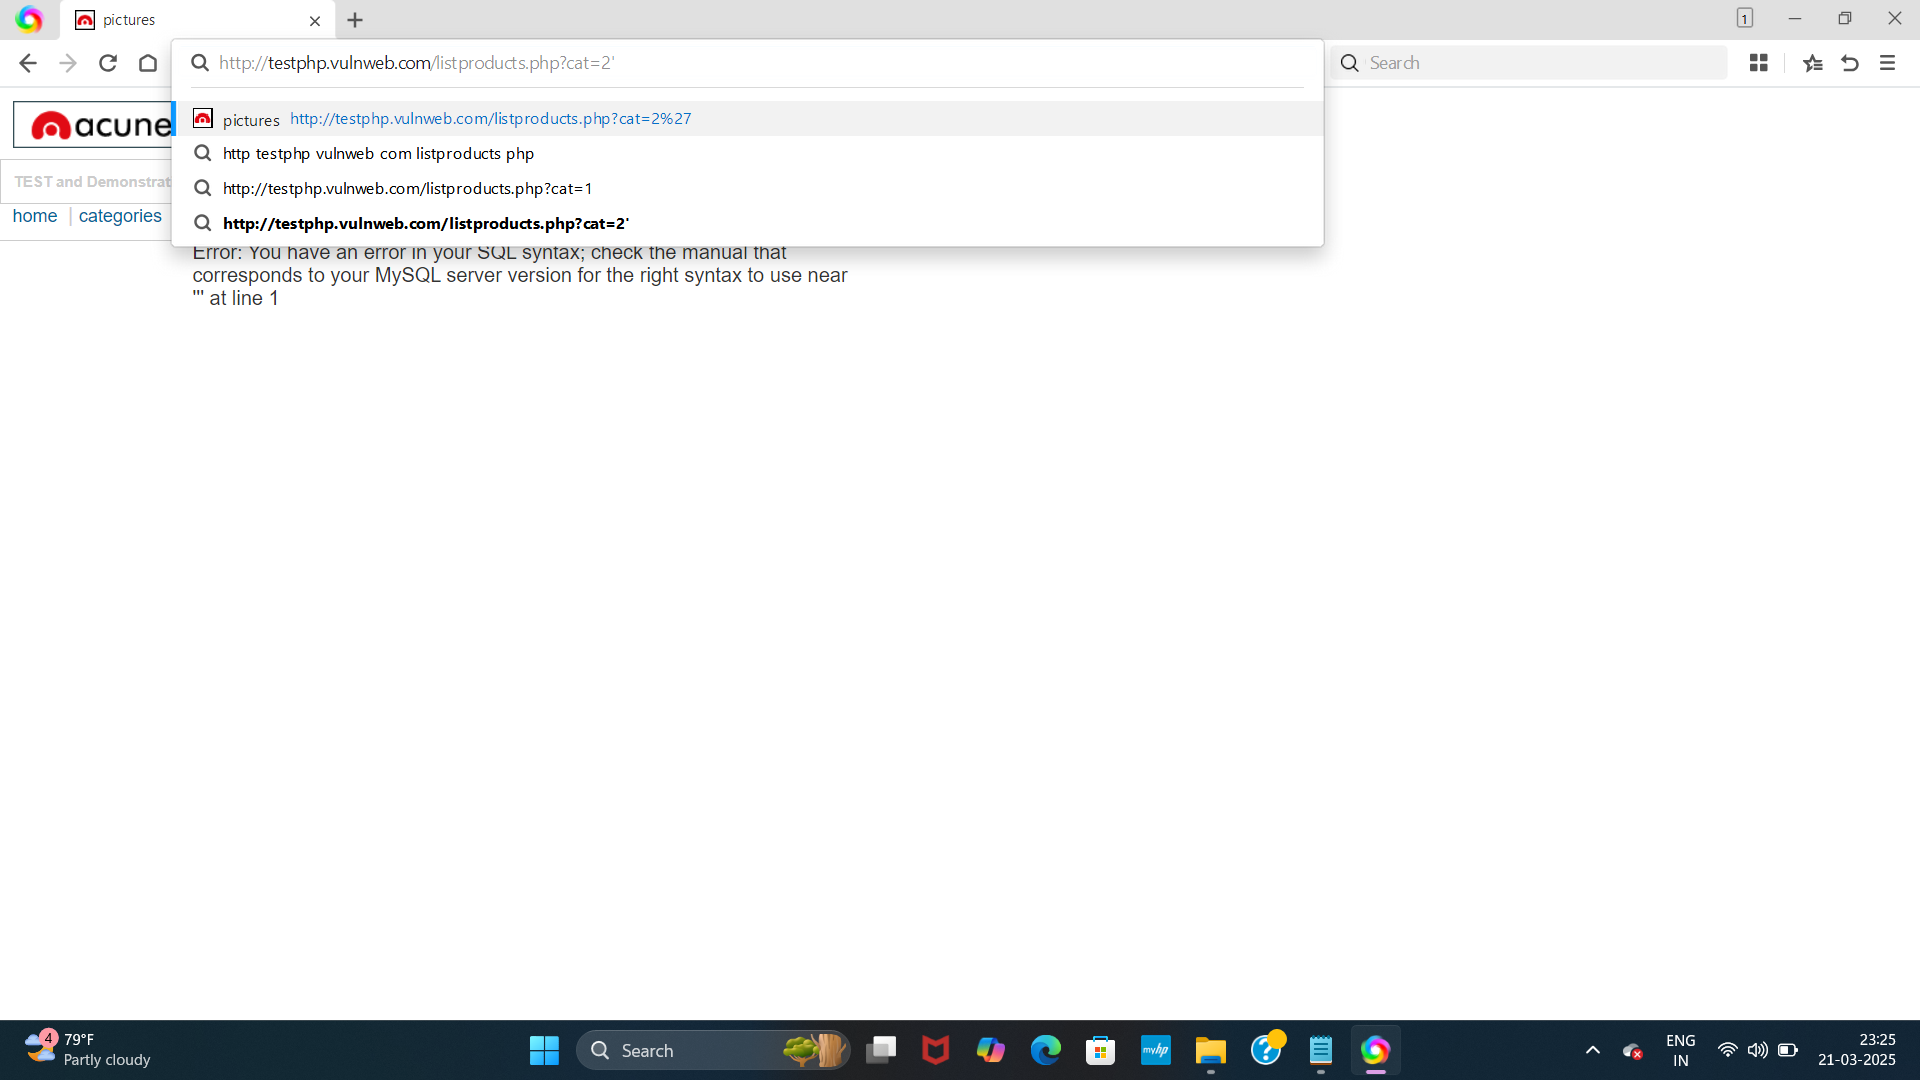 pictures
1
http://testphp.vulnweb.com/listproducts.php?cat=2'
Search
pictures http://testphp.vulnweb.com/listproducts.php?cat=2%27
http testphp vulnweb com listproducts php
http://testphp.vulnweb.com/listproducts.php?cat=1
http://testphp.vulnweb.com/listproducts.php?cat=2'
acune
TEST and Demonstrat
home | categories
Error: You have an error in your SQL syntax; check the manual that
corresponds to your MySQL server version for the right syntax to use near
''' at line 1
4
79°F
Partly cloudy
Search
myhp
ENG
IN
23:25
21-03-2025